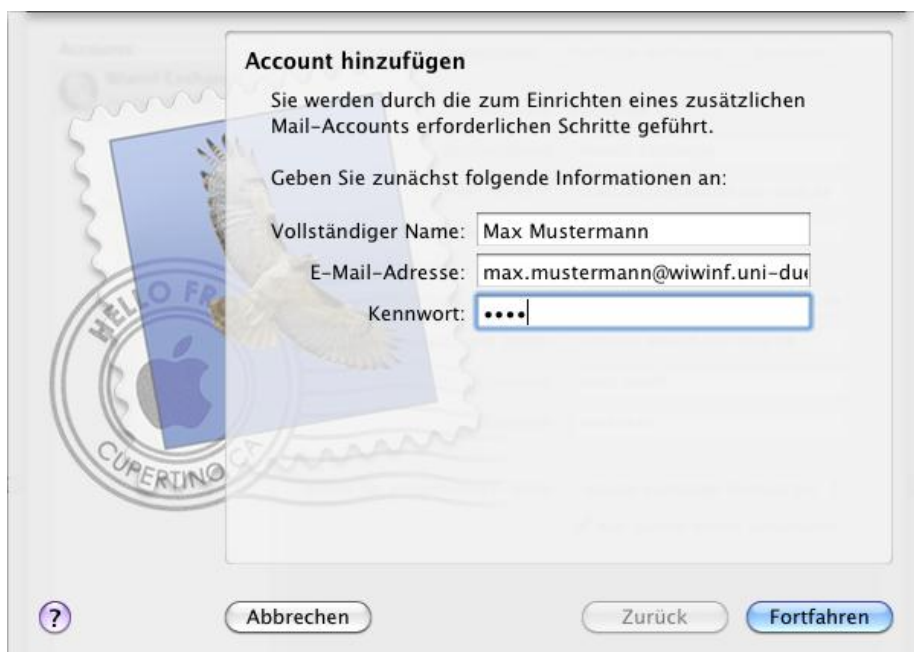 Accounts
Account hinzufügen
Sie werden durch die zum Einrichten eines zusätzlichen
Mail-Accounts erforderlichen Schritte geführt.
Geben Sie zunächst folgende Informationen an:
Vollständiger Name: Max Mustermann
E-Mail-Adresse: max.mustermann@wiwinf.uni-due
Kennwort: ••••
HELLO FR
CUPERTINO CA
? Abbrechen Zurück Fortfahren